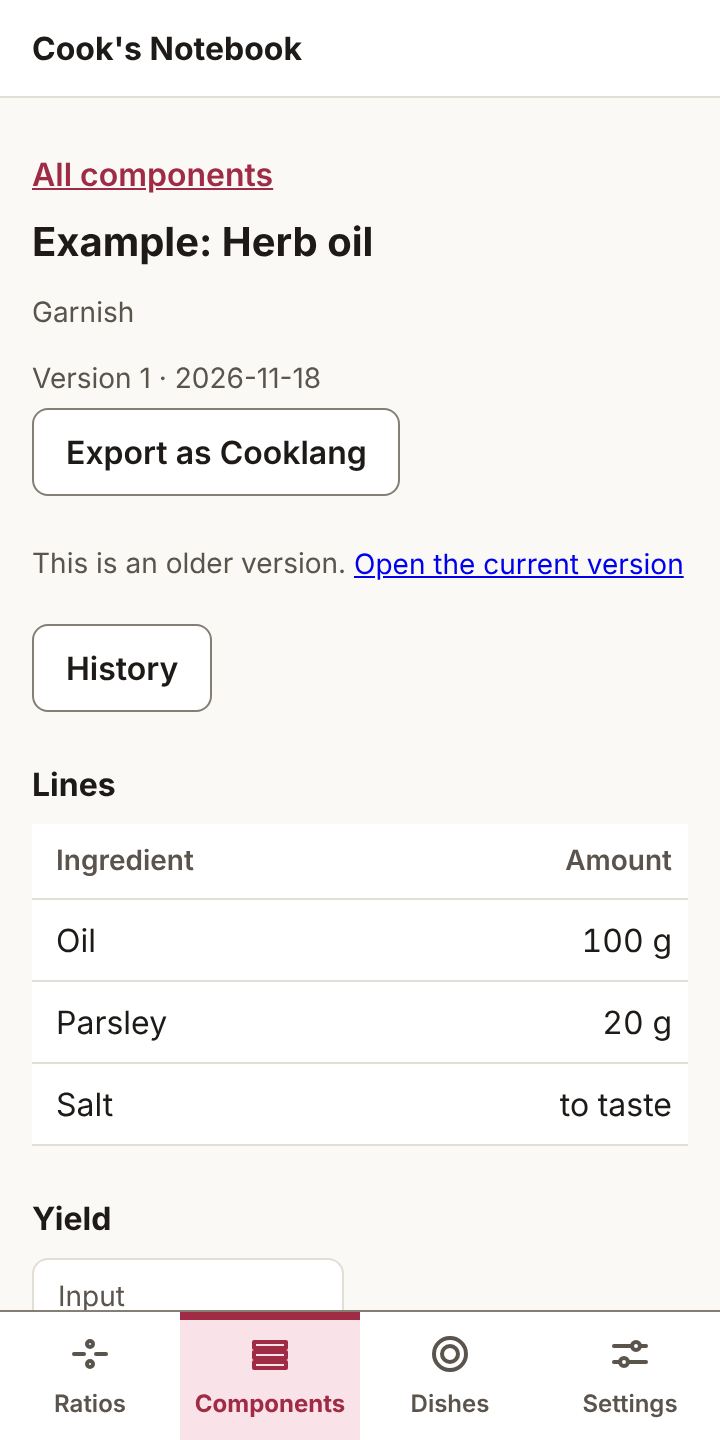 Cook's Notebook
All components
Example: Herb oil
Garnish
Version 1 · 2026-11-18
Export as Cooklang
This is an older version. Open the current version
History
Lines
Ingredient Amount
Oil 100 g
Parsley 20 g
Salt to taste
Yield
Input
Ratios Components Dishes Settings